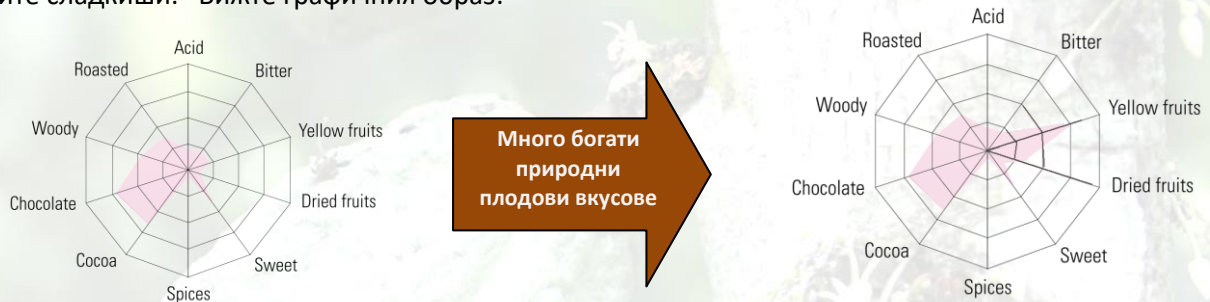 Acid
Roasted
Bitter
Woody
Yellow fruits
Chocolate
Dried fruits
Cocoa
Sweet
Spices
Много богати
природни
плодови вкусове
Acid
Roasted
Bitter
Woody
Yellow fruits
Chocolate
Dried fruits
Cocoa
Sweet
Spices